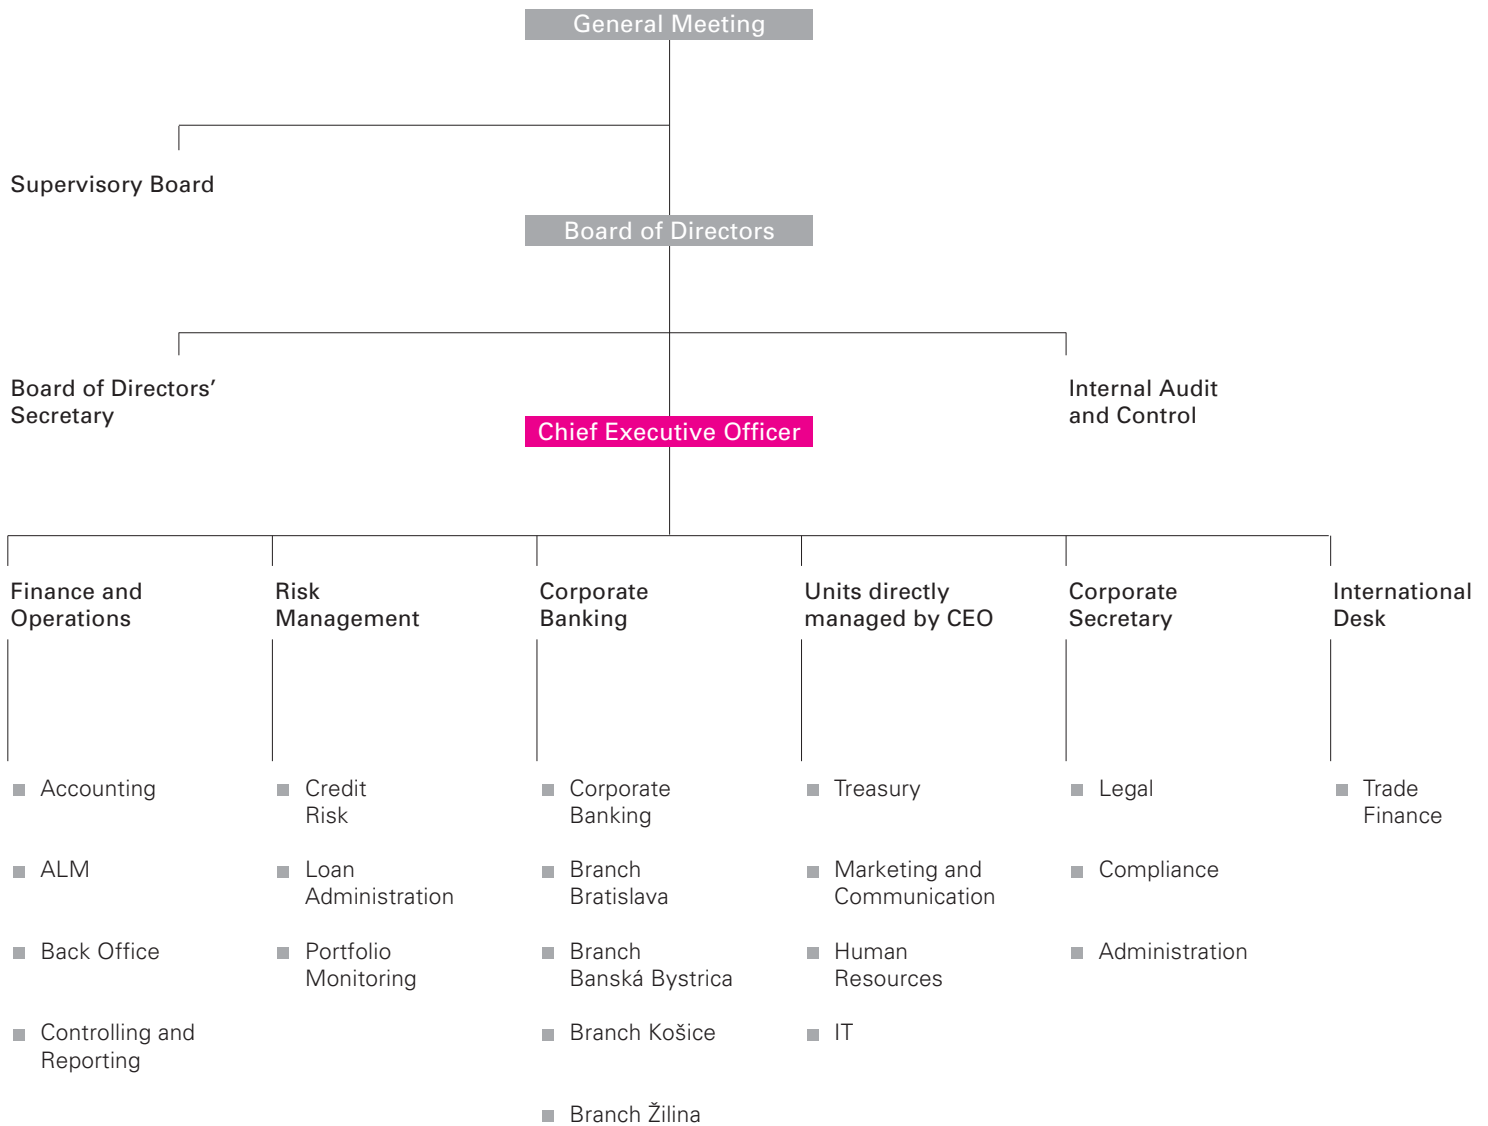 General Meeting
Supervisory Board
Board of Directors
Board of Directors’
Secretary
Internal Audit
and Control
Chief Executive Officer
Finance and
Operations
Risk
Management
Corporate
Banking
Units directly
managed by CEO
Corporate
Secretary
International
Desk
Accounting
ALM
Back Office
Controlling and
Reporting
Credit
Risk
Loan
Administration
Portfolio
Monitoring
Corporate
Banking
Branch
Bratislava
Branch
Banská Bystrica
Branch Košice
Branch Žilina
Treasury
Marketing and
Communication
Human
Resources
IT
Legal
Compliance
Administration
Trade
Finance